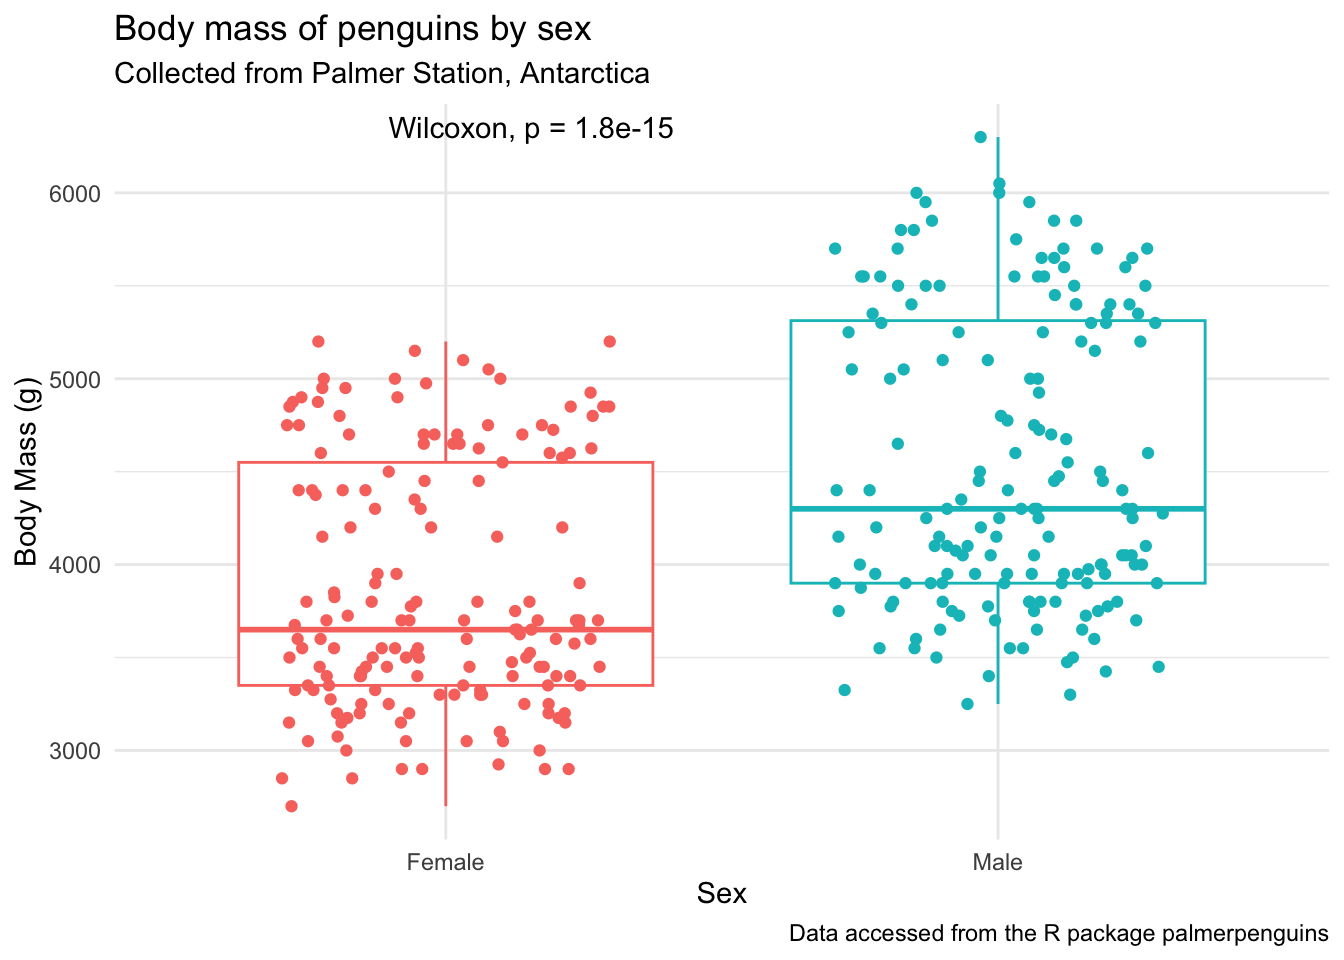 Body mass of penguins by sex
Collected from Palmer Station, Antarctica
Wilcoxon, p = 1.8e-15
6000
5000
4000
3000
Body Mass (g)
Female Male
Sex
Data accessed from the R package palmerpenguins